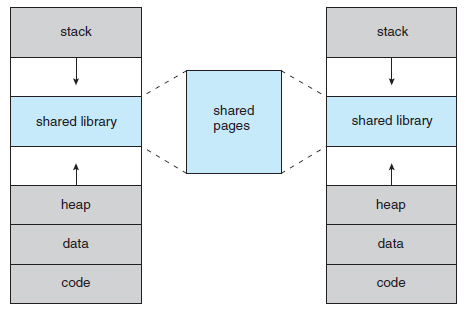 stack
shared library
heap
data
code
shared
pages
stack
shared library
heap
data
code